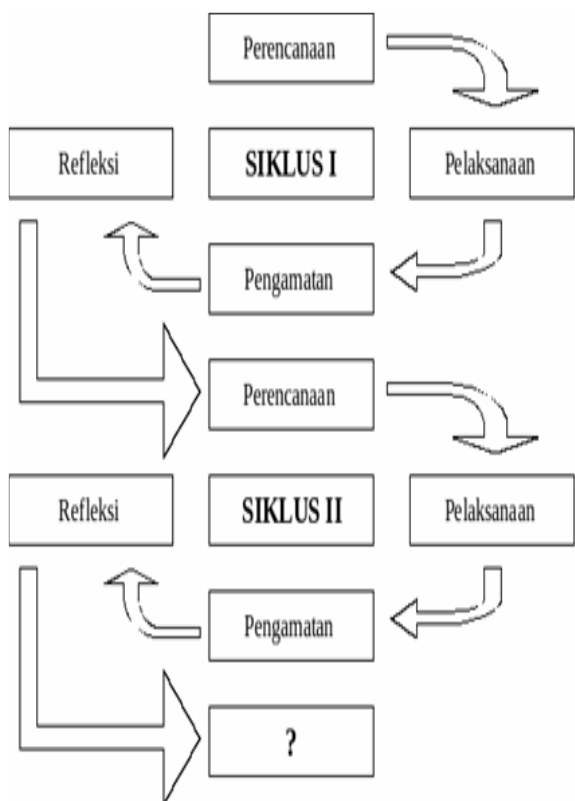 Perencanaan
Refleksi
SIKLUS I
Pelaksanaan
Pengamatan
Perencanaan
Refleksi
SIKLUS II
Pelaksanaan
Pengamatan
?